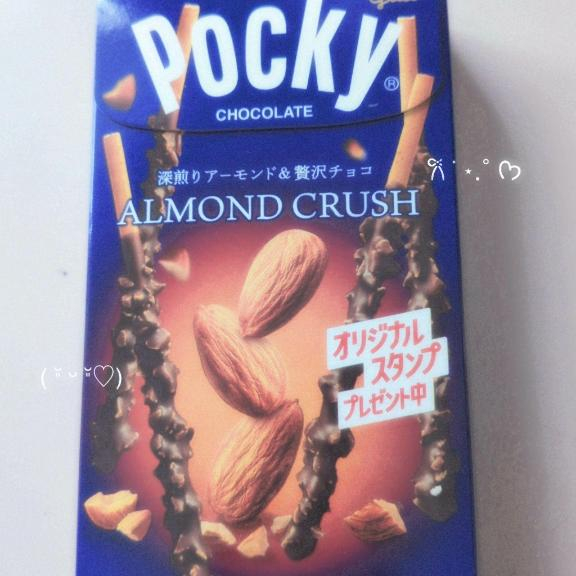 Pocky®
CHOCOLATE
深煎りアーモンド&贅沢チョコ
ALMOND CRUSH
オリジナル
スタンプ
プレゼント中